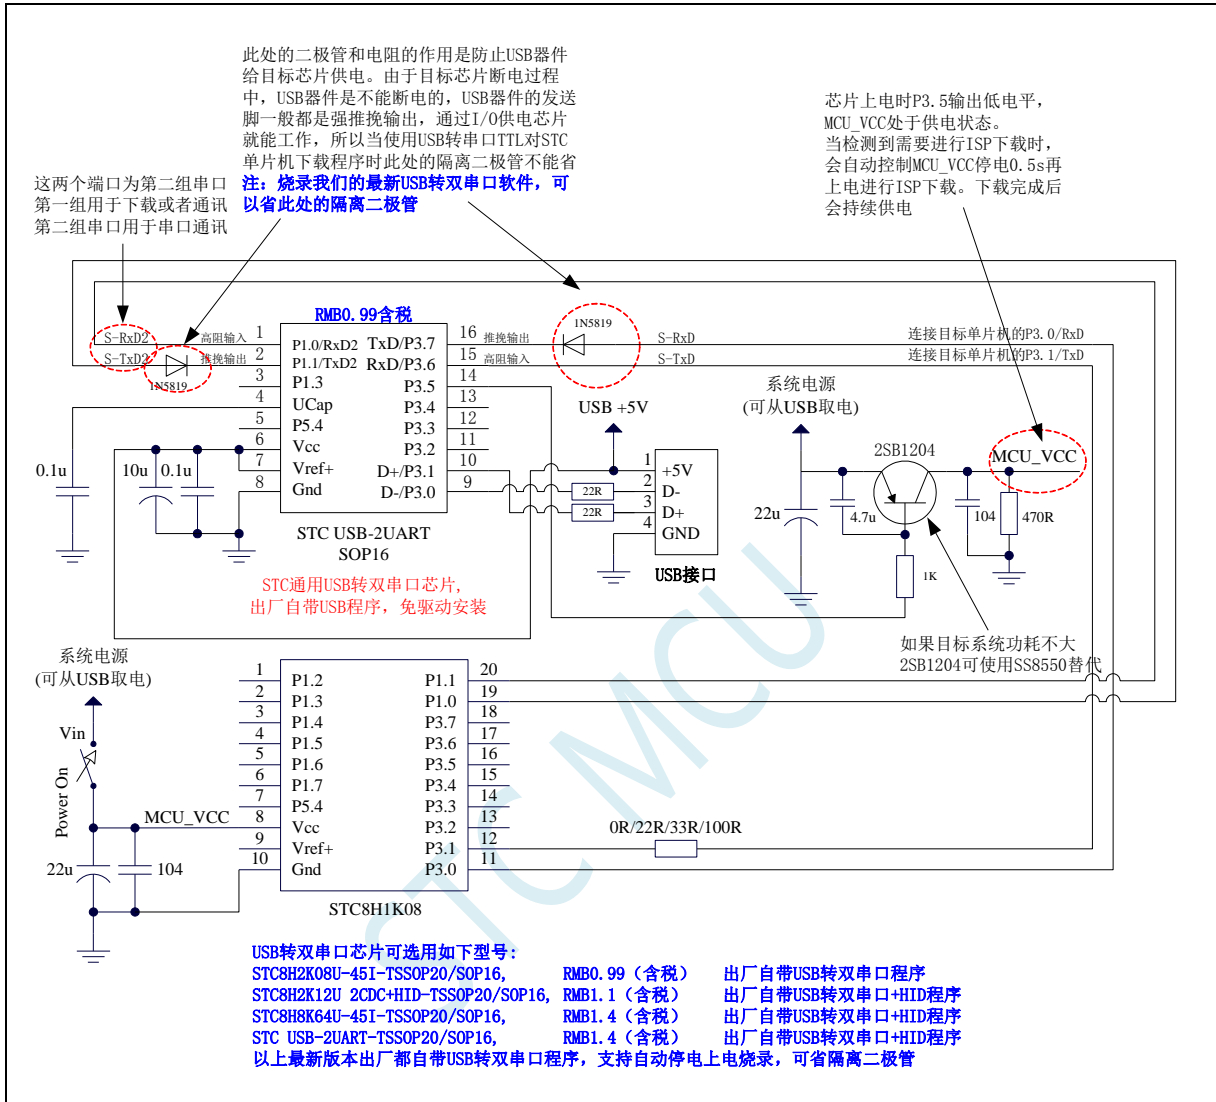 此处的二极管和电阻的作用是防止USB器件
给目标芯片供电。由于目标芯片断电过程
中，USB器件是不能断电的，USB器件的发送
脚一般都是强推挽输出，通过I/O供电芯片
就能工作，所以当使用USB转串口TTL对STC
单片机下载程序时此处的隔离二极管不能省
注：烧录我们的最新USB转双串口软件，可
以省此处的隔离二极管
芯片上电时P3.5输出低电平，
MCU_VCC处于供电状态。
当检测到需要进行ISP下载时，
会自动控制MCU_VCC停电0.5s再
上电进行ISP下载。下载完成后
会持续供电
这两个端口为第二组串口
第一组用于下载或者通讯
第二组串口用于串口通讯
RMB0.99含税
S-RxD2 高阻输入 1 P1.0/RxD2 TxD/P3.7 16 推挽输出 1N5819 S-RxD 连接目标单片机的P3.0/RxD
S-TxD2 1N5819 推挽输出 2 P1.1/TxD2 RxD/P3.6 15 高阻输入 S-TxD 连接目标单片机的P3.1/TxD
3 P1.3 P3.5 14
4 UCap P3.4 13
5 P5.4 P3.3 12
6 Vcc P3.2 11
7 Vref+ D+/P3.1 10
8 Gnd D-/P3.0 9
0.1u
10u
0.1u
STC USB-2UART
SOP16
STC通用USB转双串口芯片，
出厂自带USB程序，免驱动安装
USB +5V
22R
22R
1 +5V
2 D-
3 D+
4 GND
USB接口
系统电源
(可从USB取电)
2SB1204
MCU_VCC
22u
4.7u
104
470R
1K
如果目标系统功耗不大
2SB1204可使用SS8550替代
系统电源
(可从USB取电)
Vin
Power On
MCU_VCC
22u
104
1 P1.2 P1.1 20
2 P1.3 P1.0 19
3 P1.4 P3.7 18
4 P1.5 P3.6 17
5 P1.6 P3.5 16
6 P1.7 P3.4 15
7 P5.4 P3.3 14
8 Vcc P3.2 13
9 Vref+ P3.1 12
10 Gnd P3.0 11
0R/22R/33R/100R
STC8H1K08
STC MCU
USB转双串口芯片可选用如下型号：
STC8H2K08U-45I-TSSOP20/SOP16, RMB0.99（含税） 出厂自带USB转双串口程序
STC8H2K12U 2CDC+HID-TSSOP20/SOP16, RMB1.1（含税） 出厂自带USB转双串口+HID程序
STC8H8K64U-45I-TSSOP20/SOP16, RMB1.4（含税） 出厂自带USB转双串口+HID程序
STC USB-2UART-TSSOP20/SOP16, RMB1.4（含税） 出厂自带USB转双串口+HID程序
以上最新版本出厂都自带USB转双串口程序，支持自动停电上电烧录，可省隔离二极管